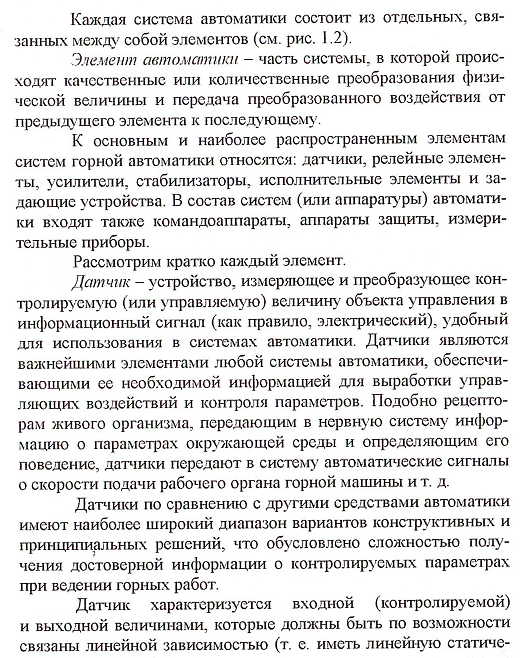 Каждая система автоматики состоит из отдельных, свя-
занных между собой элементов (см. рис. 1.2).
Элемент автоматики – часть системы, в которой проис-
ходят качественные или количественные преобразования физи-
ческой величины и передача преобразованного воздействия от
предыдущего элемента к последующему.
К основным и наиболее распространенным элементам
систем горной автоматики относятся: датчики, релейные элемен-
ты, усилители, стабилизаторы, исполнительные элементы и за-
дающие устройства. В состав систем (или аппаратуры) автомати-
ки входят также командоаппараты, аппараты защиты, измери-
тельные приборы.
Рассмотрим кратко каждый элемент.
Датчик – устройство, измеряющее и преобразующее кон-
тролируемую (или управляемую) величину объекта управления в
информационный сигнал (как правило, электрический), удобный
для использования в системах автоматики. Датчики являются
важнейшими элементами любой системы автоматики, обеспечи-
вающими ее необходимой информацией для выработки управ-
ляющих воздействий и контроля параметров. Подобно рецепто-
рам живого организма, передающим в нервную систему инфор-
мацию о параметрах окружающей среды и определяющим его
поведение, датчики передают в систему автоматические сигналы
о скорости подачи рабочего органа горной машины и т. д.
Датчики по сравнению с другими средствами автоматики
имеют наиболее широкий диапазон вариантов конструктивных и
принципиальных решений, что обусловлено сложностью полу-
чения достоверной информации о контролируемых параметрах
при ведении горных работ.
Датчик характеризуется входной (контролируемой)
и выходной величинами, которые должны быть по возможности
связаны линейной зависимостью (т. е. иметь линейную статиче-